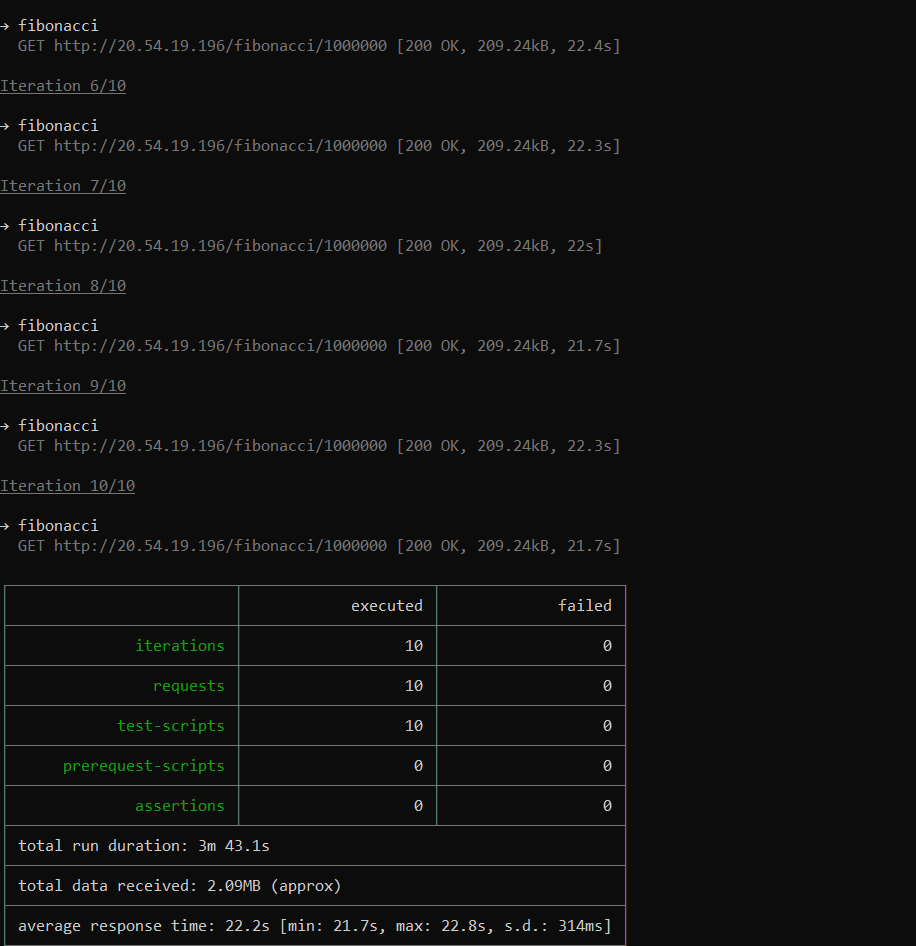 → fibonacci
GET http://20.54.19.196/fibonacci/1000000 [200 OK, 209.24kB, 22.4s]
Iteration 6/10
→ fibonacci
GET http://20.54.19.196/fibonacci/1000000 [200 OK, 209.24kB, 22.3s]
Iteration 7/10
→ fibonacci
GET http://20.54.19.196/fibonacci/1000000 [200 OK, 209.24kB, 22s]
Iteration 8/10
→ fibonacci
GET http://20.54.19.196/fibonacci/1000000 [200 OK, 209.24kB, 21.7s]
Iteration 9/10
→ fibonacci
GET http://20.54.19.196/fibonacci/1000000 [200 OK, 209.24kB, 22.3s]
Iteration 10/10
→ fibonacci
GET http://20.54.19.196/fibonacci/1000000 [200 OK, 209.24kB, 21.7s]
executed failed
iterations 10 0
requests 10 0
test-scripts 10 0
prerequest-scripts 0 0
assertions 0 0
total run duration: 3m 43.1s
total data received: 2.09MB (approx)
average response time: 22.2s [min: 21.7s, max: 22.8s, s.d.: 314ms]